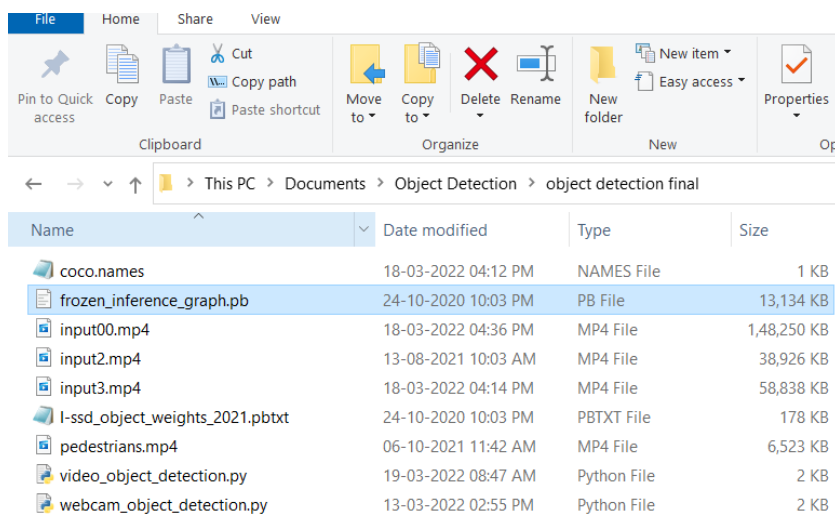 File Home Share View
Pin to Quick access
Copy
Paste
Cut
Copy path
Paste shortcut
Move to
Copy to
Delete
Rename
New folder
New item
Easy access
Properties
Clipboard Organize New Op
This PC > Documents > Object Detection > object detection final
Name Date modified Type Size
coco.names 18-03-2022 04:12 PM NAMES File 1 KB
frozen_inference_graph.pb 24-10-2020 10:03 PM PB File 13,134 KB
input00.mp4 18-03-2022 04:36 PM MP4 File 1,48,250 KB
input2.mp4 13-08-2021 10:03 AM MP4 File 38,926 KB
input3.mp4 18-03-2022 04:14 PM MP4 File 58,838 KB
I-ssd_object_weights_2021.pbtxt 24-10-2020 10:03 PM PBTXT File 178 KB
pedestrians.mp4 06-10-2021 11:42 AM MP4 File 6,523 KB
video_object_detection.py 19-03-2022 08:47 AM Python File 2 KB
webcam_object_detection.py 13-03-2022 02:55 PM Python File 2 KB